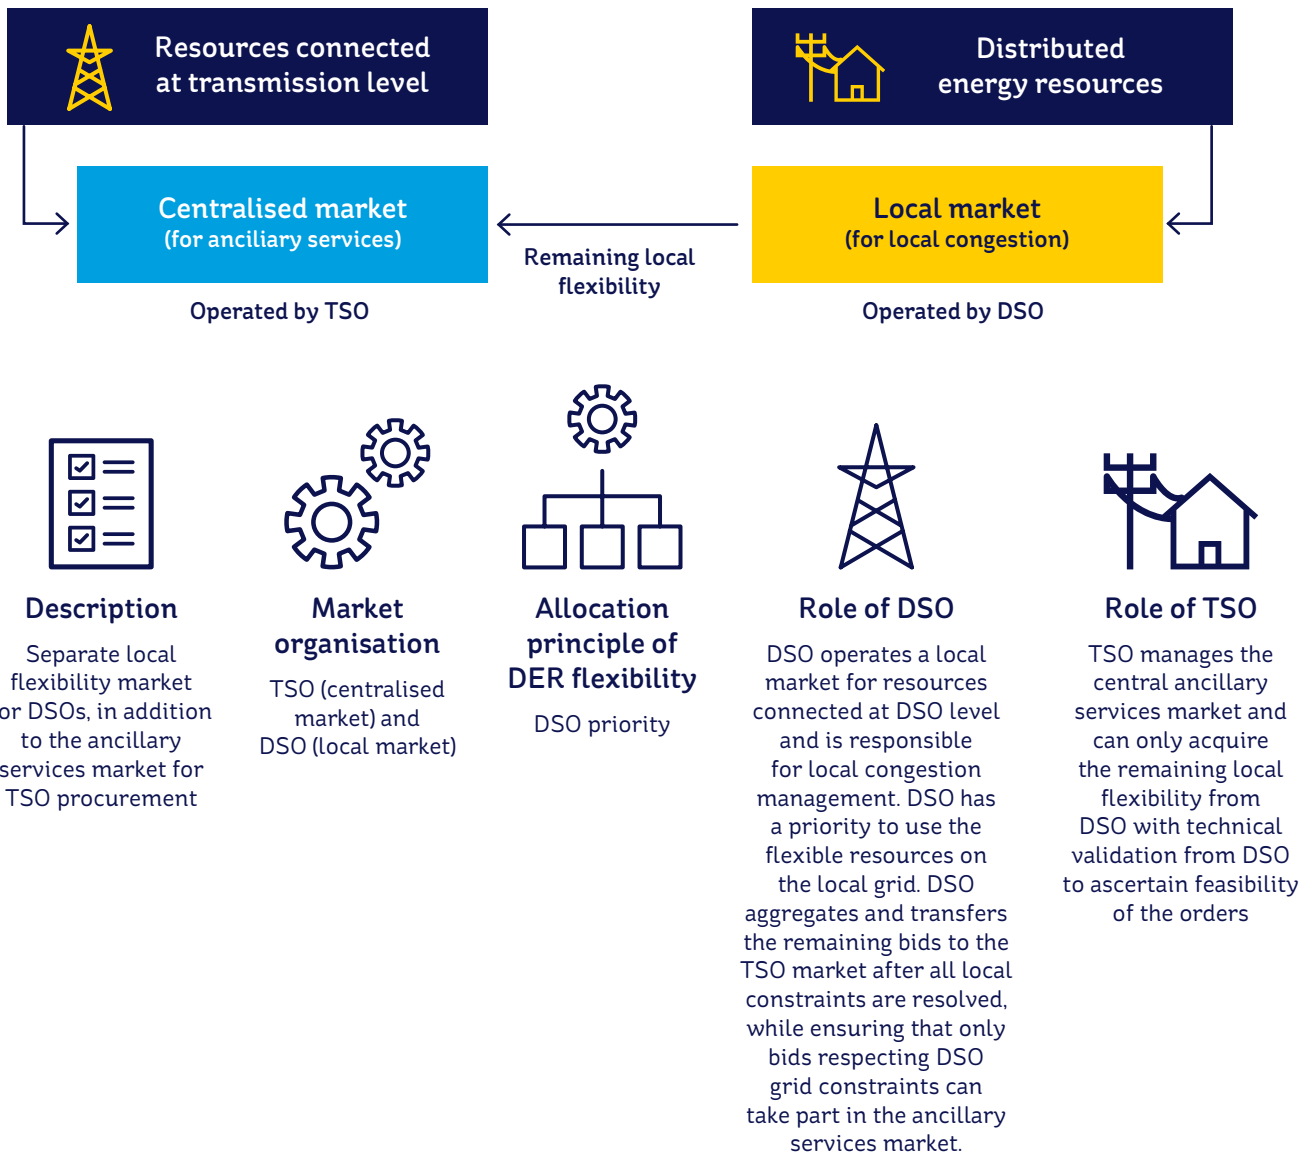 Resources connected
at transmission level
Distributed
energy resources
Centralised market
(for anciliary services)
Remaining local
flexibility
Local market
(for local congestion)
Operated by TSO
Operated by DSO
Description
Separate local
flexibility market
or DSOs, in addition
to the ancillary
services market for
TSO procurement
Market
organisation
TSO (centralised
market) and
DSO (local market)
Allocation
principle of
DER flexibility
DSO priority
Role of DSO
DSO operates a local
market for resources
connected at DSO level
and is responsible
for local congestion
management. DSO has
a priority to use the
flexible resources on
the local grid. DSO
aggregates and transfers
the remaining bids to the
TSO market after all local
constraints are resolved,
while ensuring that only
bids respecting DSO
grid constraints can
take part in the ancillary
services market.
Role of TSO
TSO manages the
central ancillary
services market and
can only acquire
the remaining local
flexibility from
DSO with technical
validation from DSO
to ascertain feasibility
of the orders